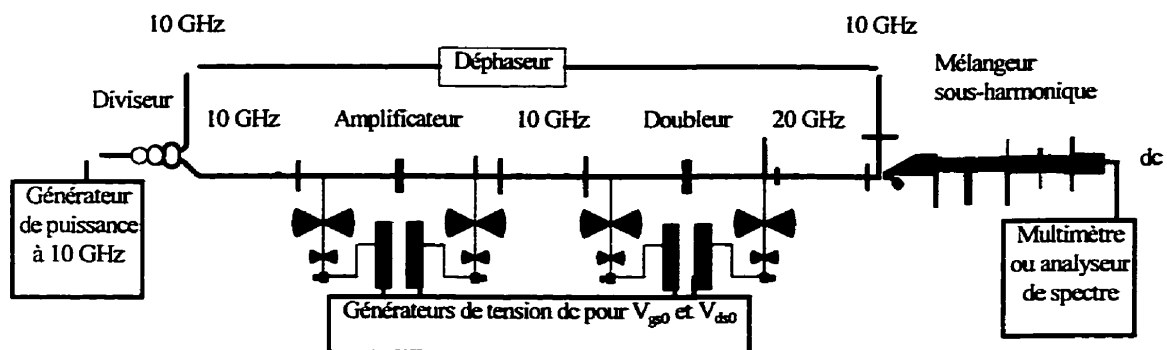 10 GHz
10 GHz
Déphaseur
Mélangeur
sous-harmonique
Diviseur
10 GHz
Amplificateur
10 GHz
Doubleur
20 GHz
dc
Générateur
de puissance
à 10 GHz
Multimètre
ou analyseur
de spectre
Générateurs de tension dc pour Vgs0 et Vds0